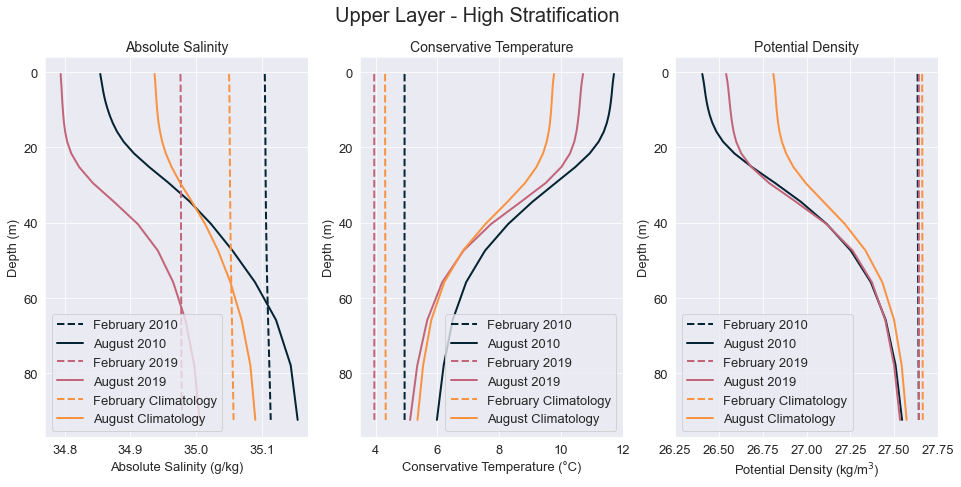 Upper Layer - High Stratification
Absolute Salinity
Depth (m)
0
20
40
60
80
34.8 34.9 35.0 35.1
Absolute Salinity (g/kg)
February 2010
August 2010
February 2019
August 2019
February Climatology
August Climatology
Conservative Temperature
Depth (m)
0
20
40
60
80
4 6 8 10 12
Conservative Temperature (°C)
February 2010
August 2010
February 2019
August 2019
February Climatology
August Climatology
Potential Density
Depth (m)
0
20
40
60
80
26.25 26.50 26.75 27.00 27.25 27.50 27.75
Potential Density (kg/m³)
February 2010
August 2010
February 2019
August 2019
February Climatology
August Climatology